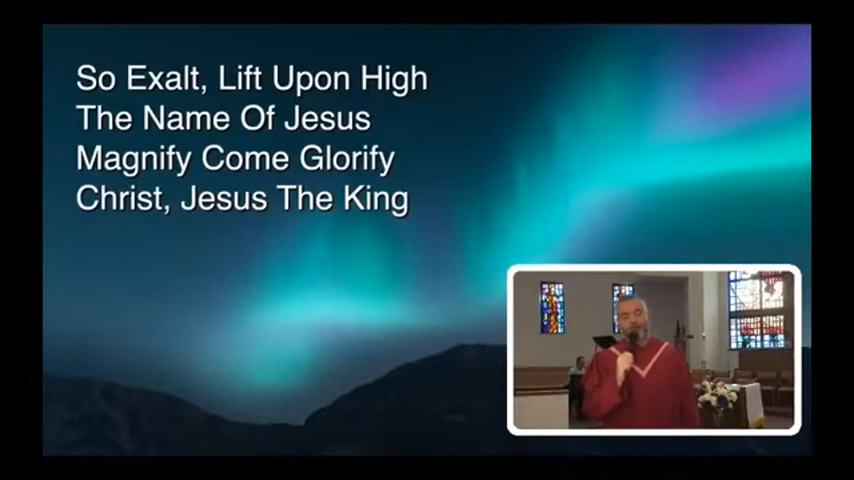 So Exalt, Lift Upon High
The Name Of Jesus
Magnify Come Glorify
Christ, Jesus The King